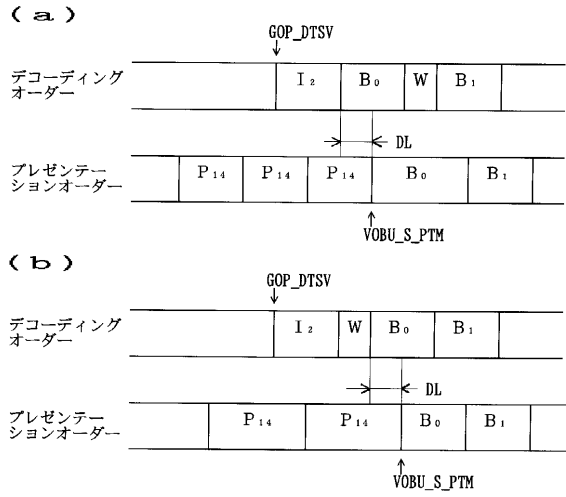 (a)
GOP_DTSV
デコーディング
オーダー
I₂ B₀ W B₁
DL
プレゼンテー
ションオーダー
P₁₄ P₁₄ P₁₄ B₀ B₁
VOBU_S_PTM
(b)
GOP_DTSV
デコーディング
オーダー
I₂ W B₀ B₁
DL
プレゼンテー
ションオーダー
P₁₄ P₁₄ B₀ B₁
VOBU_S_PTM